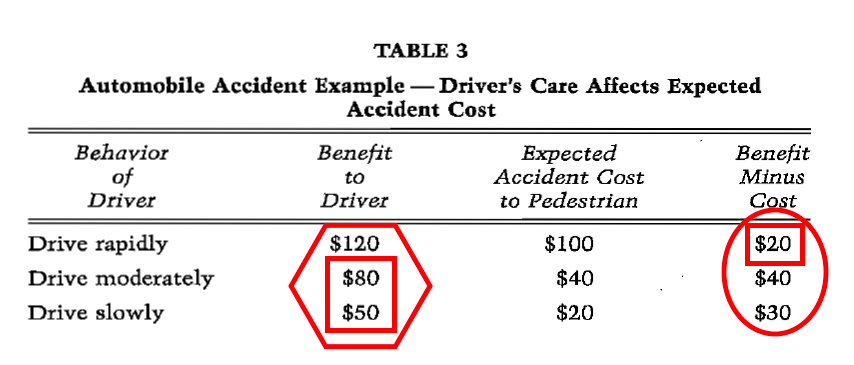 TABLE 3
Automobile Accident Example — Driver's Care Affects Expected
Accident Cost
Behavior of Driver Benefit to Driver Expected Accident Cost to Pedestrian Benefit Minus Cost
Drive rapidly $120 $100 $20
Drive moderately $80 $40 $40
Drive slowly $50 $20 $30